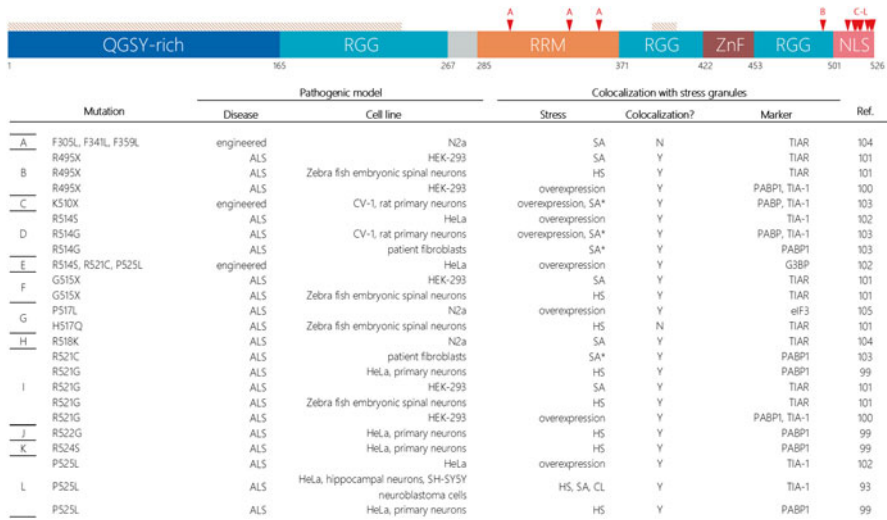 A A A B C-L
QGSY-rich RGG RRM RGG ZnF RGG NLS
1 165 267 285 371 422 453 501 526
Pathogenic model Colocalization with stress granules
Mutation Disease Cell line Stress Colocalization? Marker Ref.
A F305L, F341L, F359L engineered N2a SA N TIAR 104
R495X ALS HEK-293 SA Y TIAR 101
B R495X ALS Zebra fish embryonic spinal neurons HS Y TIAR 101
R495X ALS HEK-293 overexpression Y PABP1, TIA-1 100
C K510X engineered CV-1, rat primary neurons overexpression, SA* Y PABP, TIA-1 103
R514S ALS HeLa overexpression Y TIA-1 102
D R514G ALS CV-1, rat primary neurons overexpression, SA* Y PABP, TIA-1 103
R514G ALS patient fibroblasts SA* Y PABP1 103
E R514S, R521C, P525L engineered HeLa overexpression Y G3BP 102
G515X ALS HEK-293 SA Y TIAR 101
F
G515X ALS Zebra fish embryonic spinal neurons HS Y TIAR 101
P517L ALS N2a overexpression Y eIF3 105
G
H517Q ALS Zebra fish embryonic spinal neurons HS N TIAR 101
H R518K ALS N2a SA Y TIAR 104
R521C ALS patient fibroblasts SA* Y PABP1 103
R521G ALS HeLa, primary neurons HS Y PABP1 99
I R521G ALS HEK-293 SA Y TIAR 101
R521G ALS Zebra fish embryonic spinal neurons HS Y TIAR 101
R521G ALS HEK-293 overexpression Y PABP1, TIA-1 100
J R522G ALS HeLa, primary neurons HS Y PABP1 99
K R524S ALS HeLa, primary neurons HS Y PABP1 99
P525L ALS HeLa overexpression Y TIA-1 102
L P525L ALS HeLa, hippocampal neurons, SH-SY5Y neuroblastoma cells HS, SA, CL Y TIA-1 93
P525L ALS HeLa, primary neurons HS Y PABP1 99